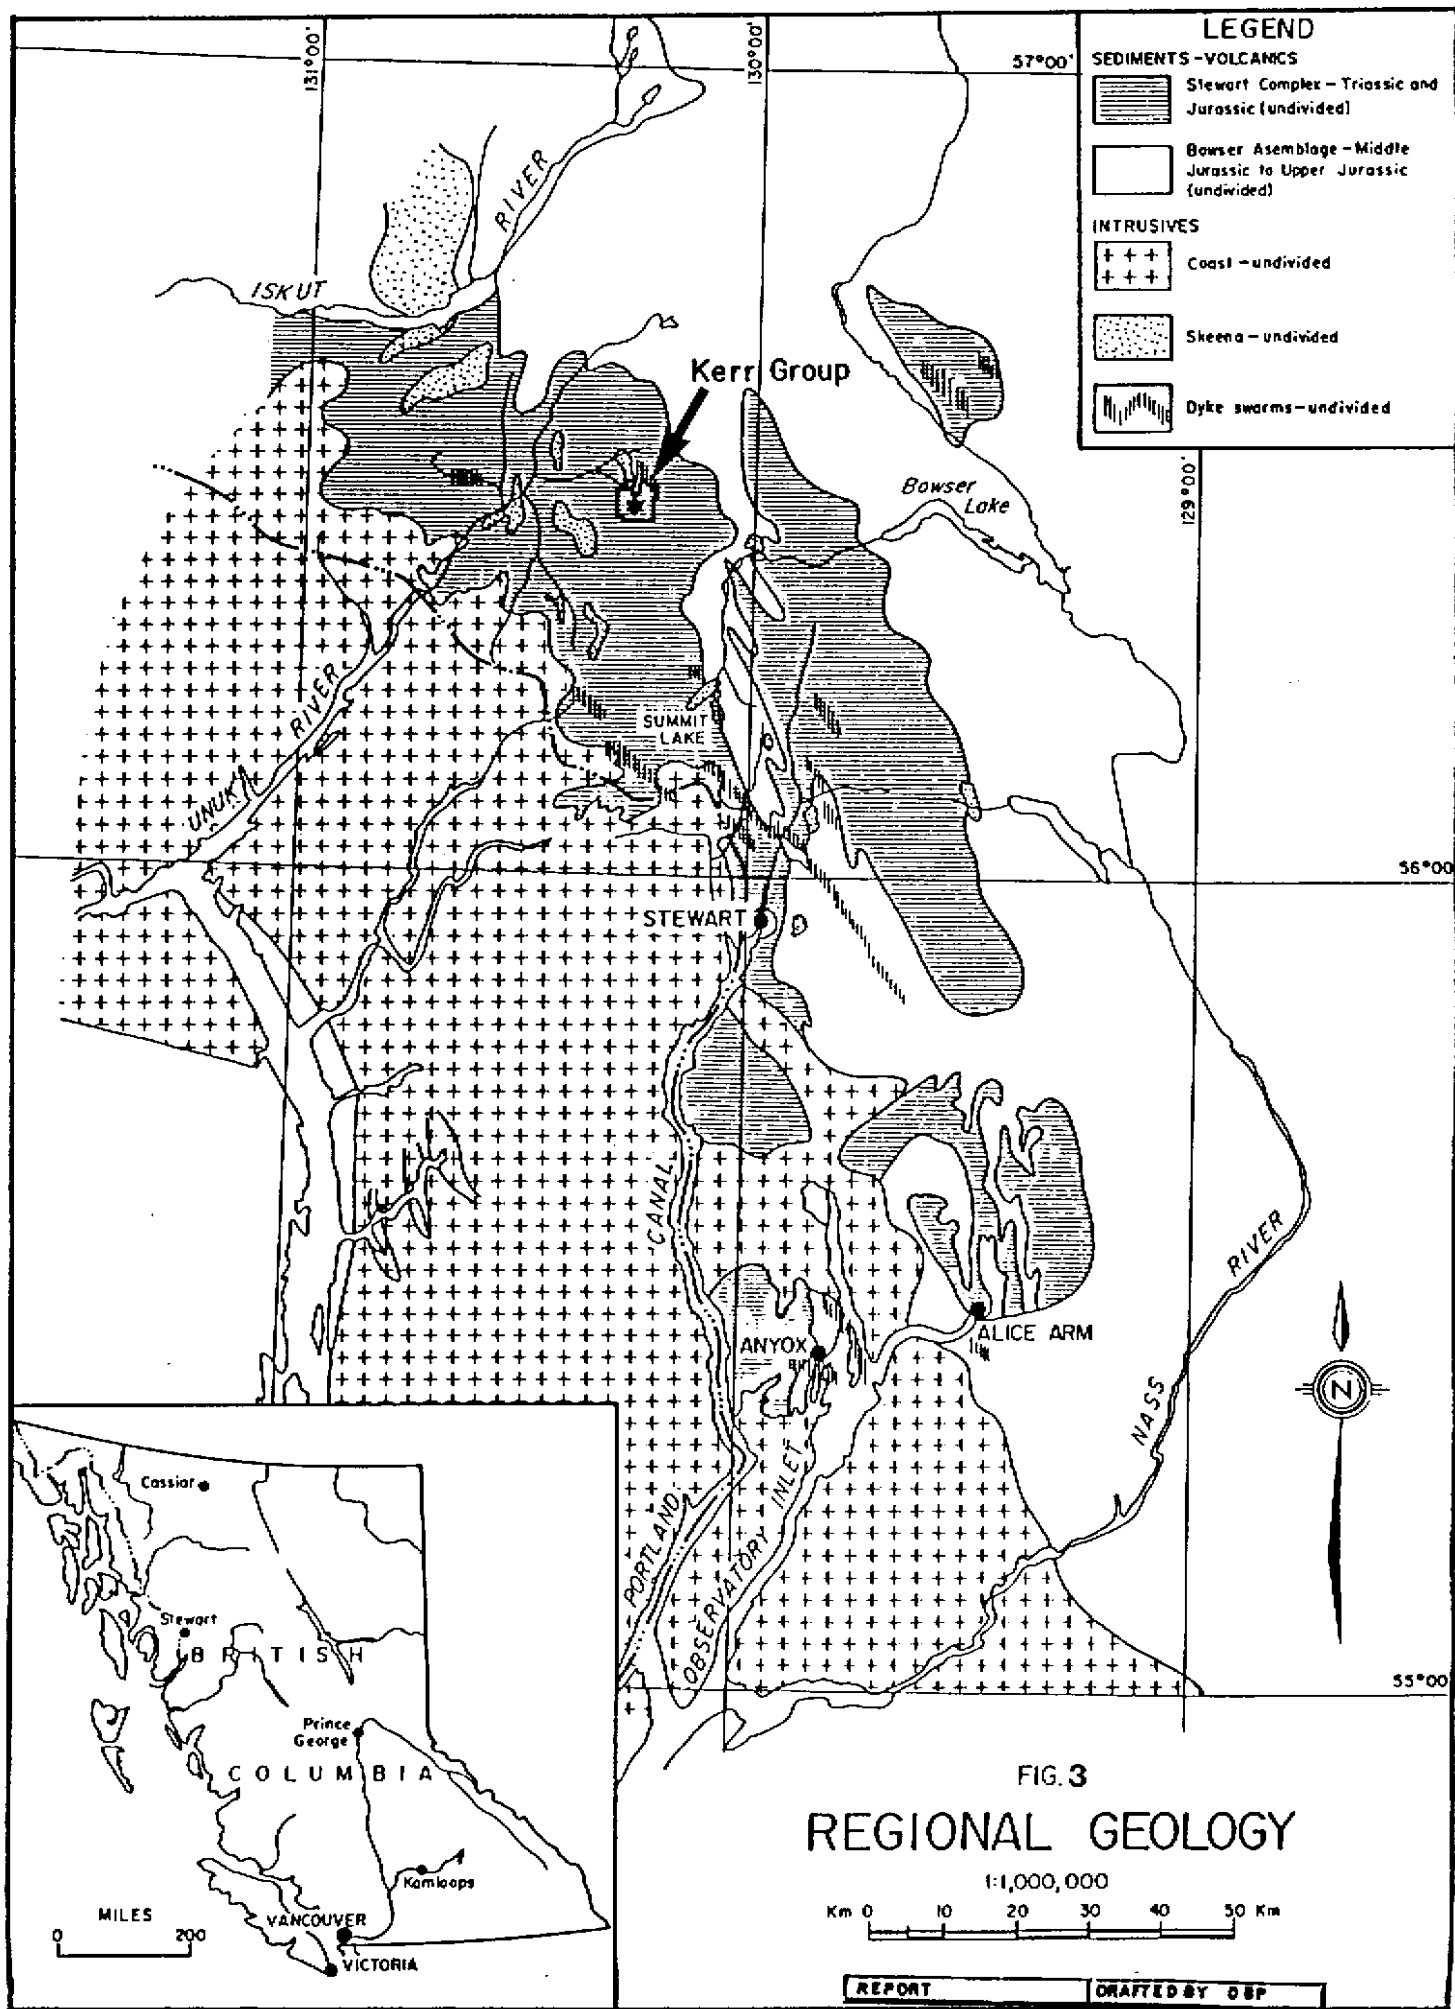 LEGEND
SEDIMENTS - VOLCANICS
Stewart Complex - Triassic and
Jurassic (undivided)
Bowser Asemblage - Middle
Jurassic to Upper Jurassic
(undivided)
INTRUSIVES
Coast - undivided
Skeena - undivided
Dyke swarms - undivided
131°00'
130°00'
57°00'
129°00'
RIVER
ISKUT
Kerr Group
Bowser
Lake
UNUK RIVER
SUMMIT
LAKE
56°00
STEWART
CANAL
RIVER
ALICE ARM
ANYOX
NASS
N
PORTLAND
OBSERVATORY INLET
55°00
Cassiar
Stewart
BRITISH
Prince
George
COLUMBIA
Kamloops
MILES
0 200
VANCOUVER
VICTORIA
FIG. 3
REGIONAL GEOLOGY
1:1,000,000
Km 0 10 20 30 40 50 Km
REPORT
DRAFTED BY